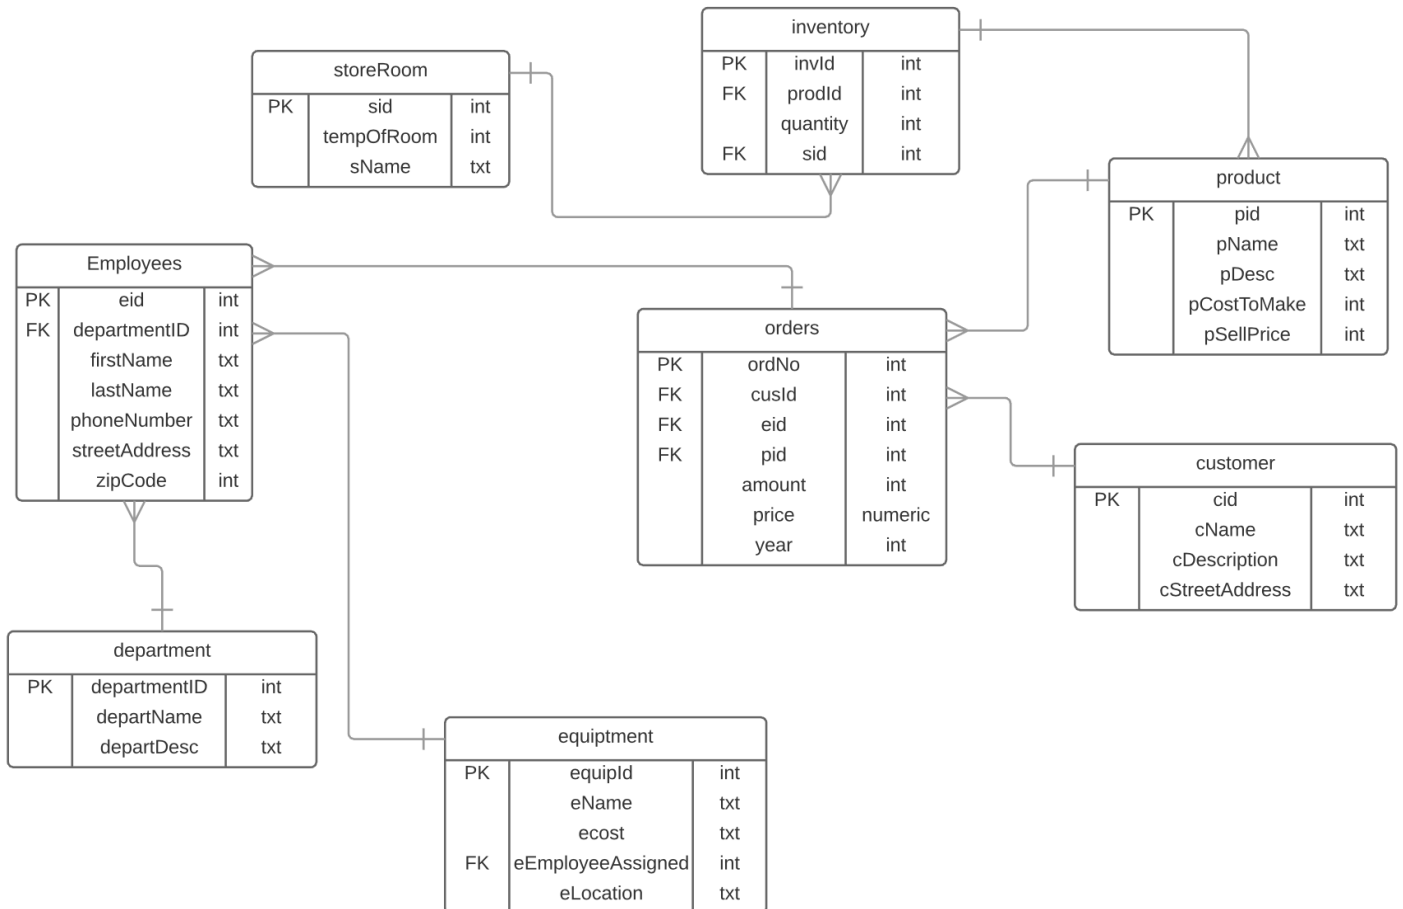 inventory
PK invId int
FK prodId int
quantity int
FK sid int
storeRoom
PK sid int
tempOfRoom int
sName txt
product
PK pid int
pName txt
pDesc txt
pCostToMake int
pSellPrice int
Employees
PK eid int
FK departmentID int
firstName txt
lastName txt
phoneNumber txt
streetAddress txt
zipCode int
orders
PK ordNo int
FK cusId int
FK eid int
FK pid int
amount int
price numeric
year int
customer
PK cid int
cName txt
cDescription txt
cStreetAddress txt
department
PK departmentID int
departName txt
departDesc txt
equiptment
PK equipId int
eName txt
ecost txt
FK eEmployeeAssigned int
eLocation txt